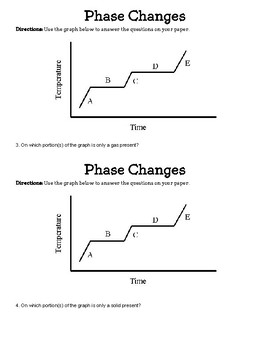 Phase Changes
Directions: Use the graph below to answer the questions on your paper.
E
D
B
C
A
Temperature
Time
3. On which portion(s) of the graph is only a gas present?
Phase Changes
Directions: Use the graph below to answer the questions on your paper.
E
D
B
C
A
Temperature
Time
4. On which portion(s) of the graph is only a solid present?